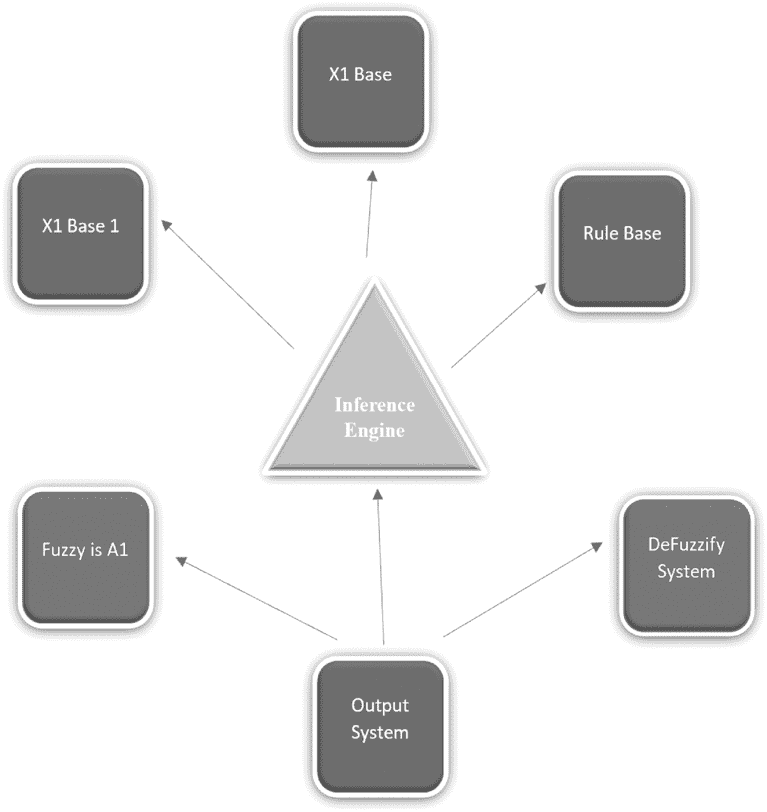 X1 Base
X1 Base 1
Rule Base
Inference
Engine
Fuzzy is A1
DeFuzzify
System
Output
System